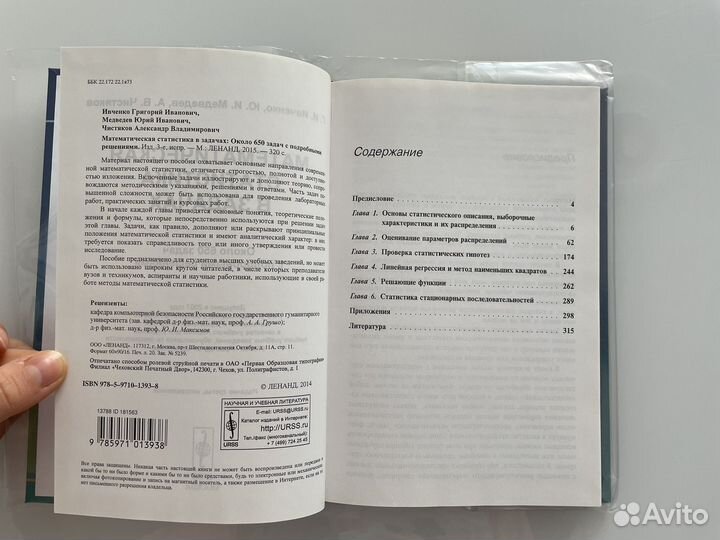 ББК 22.172 22.1я73
Ивченко Григорий Иванович,
Медведев Юрий Иванович,
Чистяков Александр Владимирович
Математическая статистика в задачах: Около 650 задач с подробными
решениями. Изд. 3-е, испр. — М.: ЛЕНАНД, 2015. — 320 с.
Материал настоящего пособия охватывает основные направления современной
математической статистики, отличается строгостью, полнотой и доступностью
изложения. Включенные задачи иллюстрируют и дополняют теорию, сопро-
вождаются методическими указаниями, решениями и ответами. Часть задач по-
вышенной сложности может быть использована для проведения лабораторных
работ, практических занятий и курсовых работ.
В начале каждой главы приводятся основные понятия, теоретические положе-
ния и формулы, которые непосредственно используются при решении задач
этой главы. Задачи, как правило, дополняют или раскрывают принципиальные
положения математической статистики и имеют аналитический характер: в них
требуется показать справедливость того или иного утверждения или провести
исследование.
Пособие предназначено для студентов высших учебных заведений, но может
быть использовано широким кругом читателей, в числе которых преподаватели
вузов и техникумов, аспиранты и научные работники, использующие в своей работе
методы математической статистики.
Рецензенты:
кафедра компьютерной безопасности Российского государственного гуманитарного
университета (зав. кафедрой д-р физ.-мат. наук, проф. А. А. Грушо);
д-р физ.-мат. наук, проф. Ю. Н. Максимов
ООО «ЛЕНАНД». 117312, г. Москва, пр-т Шестидесятилетия Октября, д. 11А, стр. 11.
Формат 60х90/16. Печ. л. 20. Зак. № 5239.
Отпечатано способом ролевой струйной печати в ОАО «Первая Образцовая типография»
Филиал «Чеховский Печатный Двор», 142300, г. Чехов, ул. Полиграфистов, д. 1
ISBN 978–5–9710–1393–8
© ЛЕНАНД, 2014
13788 ID 181563
9 785971 013938
НАУЧНАЯ И УЧЕБНАЯ ЛИТЕРАТУРА
E-mail: URSS@URSS.ru
Каталог изданий в Интернете:
http://URSS.ru
Тел./факс (многоканальный):
+ 7 (499) 724 25 45
URSS
Все права защищены. Никакая часть настоящей книги не может быть воспроизведена или передана в
какой бы то ни было форме и какими бы то ни было средствами, будь то электронные или механические,
включая фотокопирование и запись на магнитный носитель, а также размещение в Интернете, если на то
нет письменного разрешения владельца.
Содержание
Предисловие 4
Глава 1. Основы статистического описания, выборочные
характеристики и их распределения 6
Глава 2. Оценивание параметров распределений 62
Глава 3. Проверка статистических гипотез 174
Глава 4. Линейная регрессия и метод наименьших квадратов 244
Глава 5. Решающие функции 262
Глава 6. Статистика стационарных последовательностей 289
Приложения 298
Литература 315
Avito